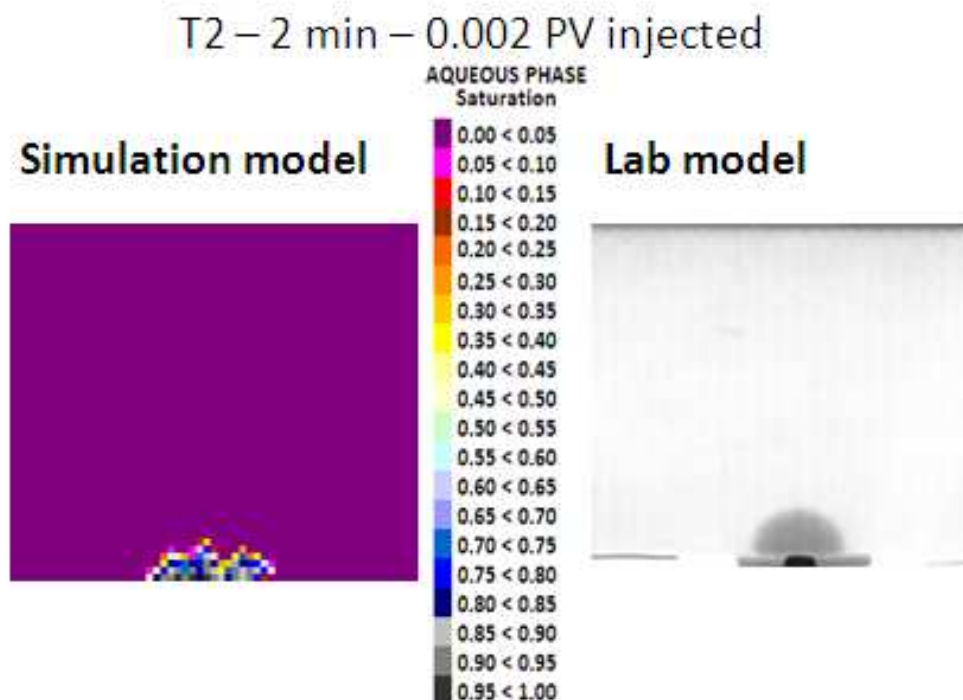 T2 – 2 min – 0.002 PV injected
AQUEOUS PHASE
Saturation
Simulation model
Lab model
0.00 < 0.05
0.05 < 0.10
0.10 < 0.15
0.15 < 0.20
0.20 < 0.25
0.25 < 0.30
0.30 < 0.35
0.35 < 0.40
0.40 < 0.45
0.45 < 0.50
0.50 < 0.55
0.55 < 0.60
0.60 < 0.65
0.65 < 0.70
0.70 < 0.75
0.75 < 0.80
0.80 < 0.85
0.85 < 0.90
0.90 < 0.95
0.95 < 1.00